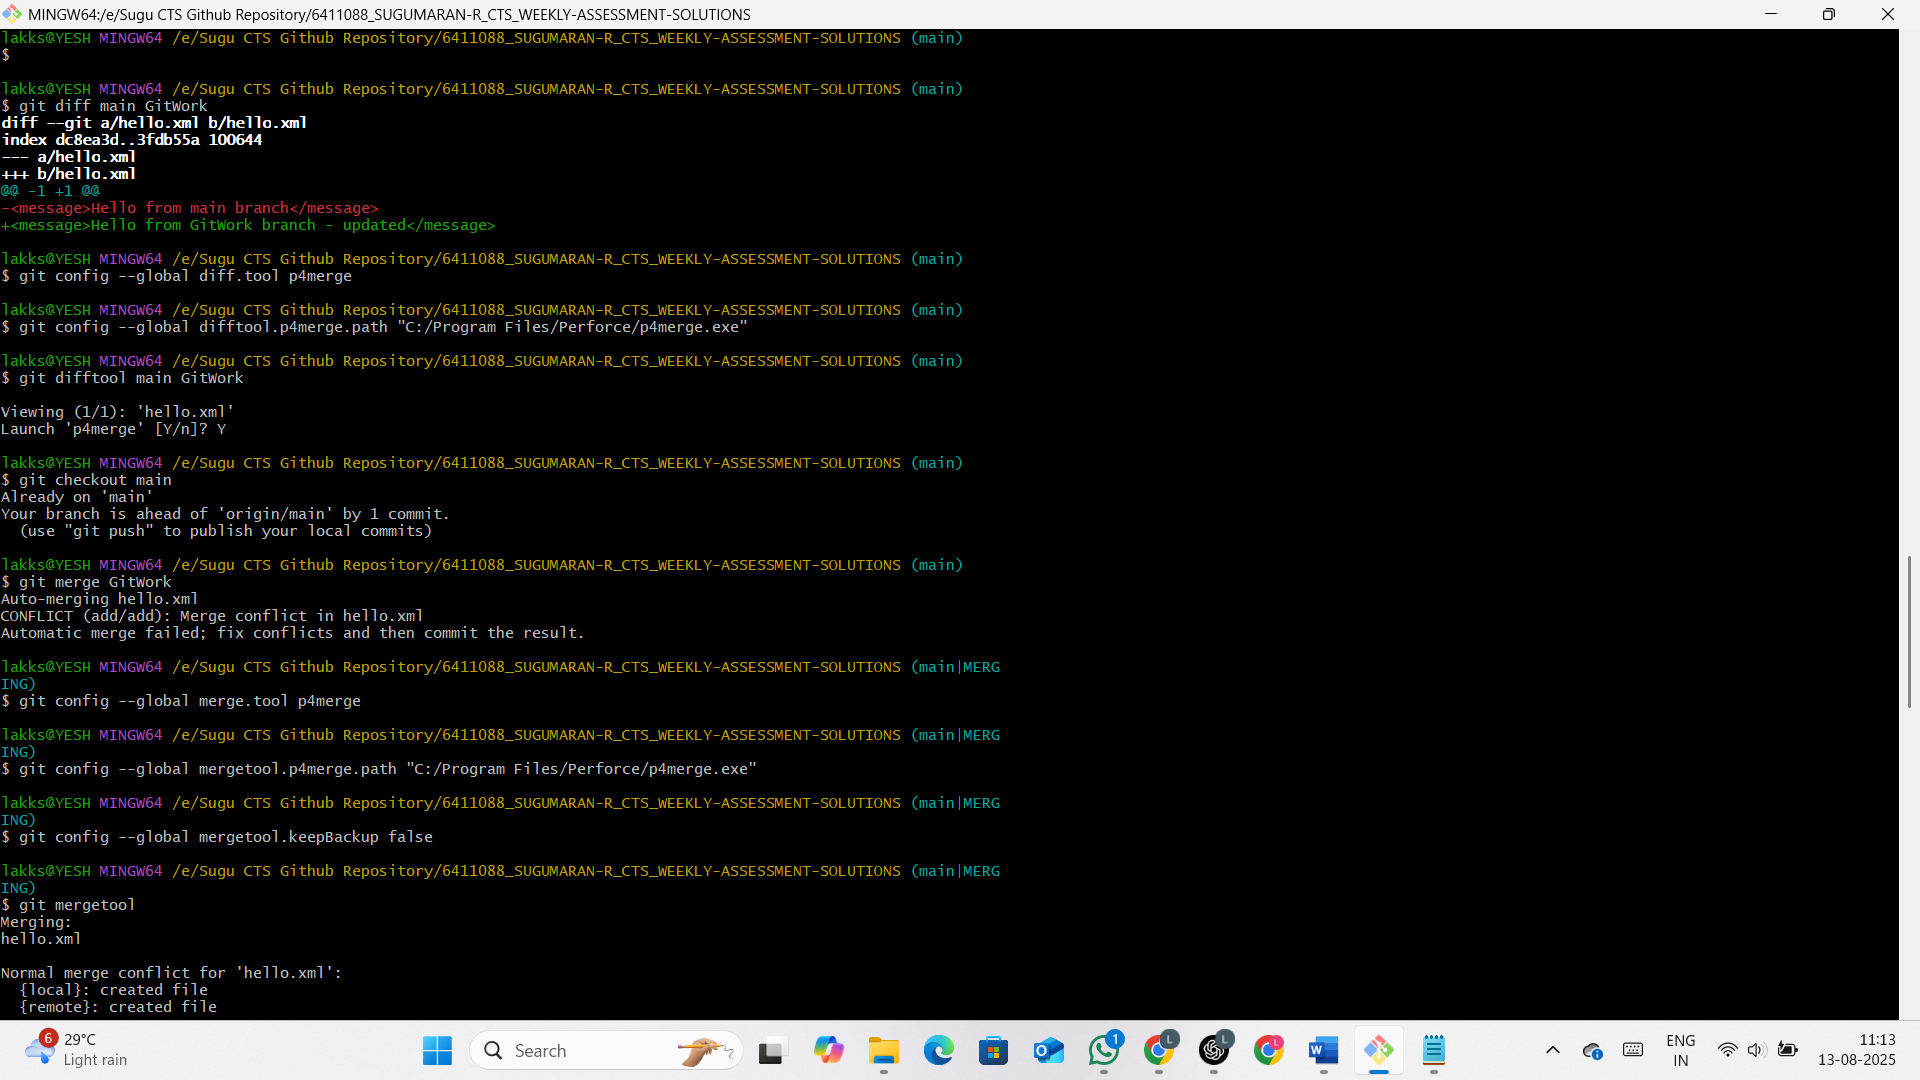 MINGW64:/e/Sugu CTS Github Repository/6411088_SUGUMARAN-R_CTS_WEEKLY-ASSESSMENT-SOLUTIONS
lakks@YESH MINGW64 /e/Sugu CTS Github Repository/6411088_SUGUMARAN-R_CTS_WEEKLY-ASSESSMENT-SOLUTIONS (main)
$
lakks@YESH MINGW64 /e/Sugu CTS Github Repository/6411088_SUGUMARAN-R_CTS_WEEKLY-ASSESSMENT-SOLUTIONS (main)
$ git diff main GitWork
diff --git a/hello.xml b/hello.xml
index dc8ea3d..3fdb55a 100644
--- a/hello.xml
+++ b/hello.xml
@@ -1 +1 @@
-<message>Hello from main branch</message>
+<message>Hello from GitWork branch - updated</message>
lakks@YESH MINGW64 /e/Sugu CTS Github Repository/6411088_SUGUMARAN-R_CTS_WEEKLY-ASSESSMENT-SOLUTIONS (main)
$ git config --global diff.tool p4merge
lakks@YESH MINGW64 /e/Sugu CTS Github Repository/6411088_SUGUMARAN-R_CTS_WEEKLY-ASSESSMENT-SOLUTIONS (main)
$ git config --global difftool.p4merge.path "C:/Program Files/Perforce/p4merge.exe"
lakks@YESH MINGW64 /e/Sugu CTS Github Repository/6411088_SUGUMARAN-R_CTS_WEEKLY-ASSESSMENT-SOLUTIONS (main)
$ git difftool main GitWork
Viewing (1/1): 'hello.xml'
Launch 'p4merge' [Y/n]? Y
lakks@YESH MINGW64 /e/Sugu CTS Github Repository/6411088_SUGUMARAN-R_CTS_WEEKLY-ASSESSMENT-SOLUTIONS (main)
$ git checkout main
Already on 'main'
Your branch is ahead of 'origin/main' by 1 commit.
  (use "git push" to publish your local commits)
lakks@YESH MINGW64 /e/Sugu CTS Github Repository/6411088_SUGUMARAN-R_CTS_WEEKLY-ASSESSMENT-SOLUTIONS (main)
$ git merge GitWork
Auto-merging hello.xml
CONFLICT (add/add): Merge conflict in hello.xml
Automatic merge failed; fix conflicts and then commit the result.
lakks@YESH MINGW64 /e/Sugu CTS Github Repository/6411088_SUGUMARAN-R_CTS_WEEKLY-ASSESSMENT-SOLUTIONS (main|MERG
ING)
$ git config --global merge.tool p4merge
lakks@YESH MINGW64 /e/Sugu CTS Github Repository/6411088_SUGUMARAN-R_CTS_WEEKLY-ASSESSMENT-SOLUTIONS (main|MERG
ING)
$ git config --global mergetool.p4merge.path "C:/Program Files/Perforce/p4merge.exe"
lakks@YESH MINGW64 /e/Sugu CTS Github Repository/6411088_SUGUMARAN-R_CTS_WEEKLY-ASSESSMENT-SOLUTIONS (main|MERG
ING)
$ git config --global mergetool.keepBackup false
lakks@YESH MINGW64 /e/Sugu CTS Github Repository/6411088_SUGUMARAN-R_CTS_WEEKLY-ASSESSMENT-SOLUTIONS (main|MERG
ING)
$ git mergetool
Merging:
hello.xml
Normal merge conflict for 'hello.xml':
  {local}: created file
  {remote}: created file
6
29°C
Light rain
Search
1
L
L
L
W
ENG
IN
11:13
13-08-2025